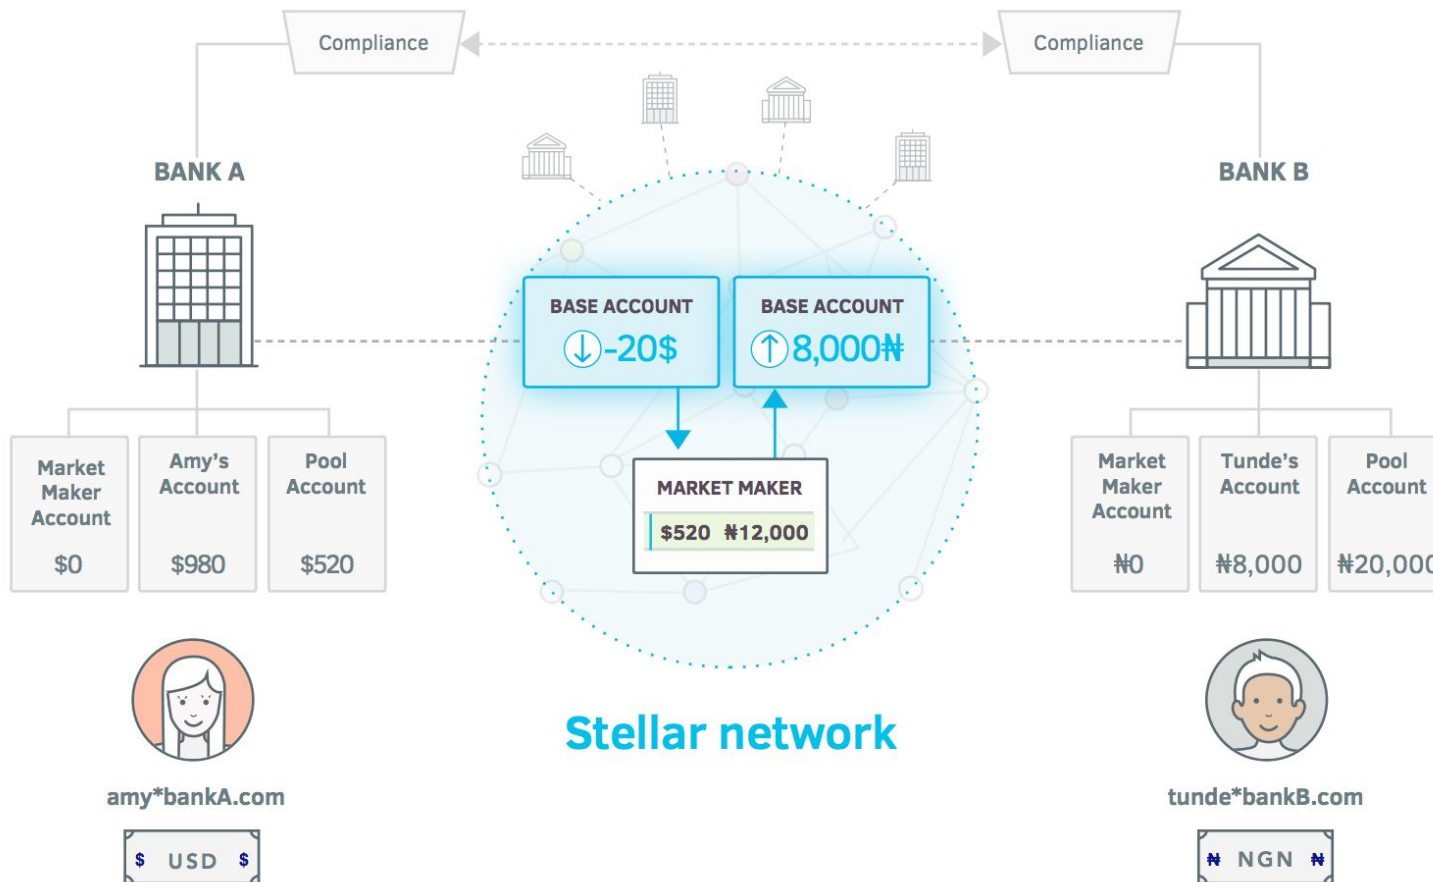 Compliance
Compliance
BANK A
BANK B
BASE ACCOUNT
-20$
BASE ACCOUNT
8,000₦
MARKET MAKER
$520 ₦12,000
Market
Maker
Account
$0
Amy's
Account
$980
Pool
Account
$520
Market
Maker
Account
₦0
Tunde's
Account
₦8,000
Pool
Account
₦20,000
Stellar network
amy*bankA.com
tunde*bankB.com
$ USD $
₦ NGN ₦